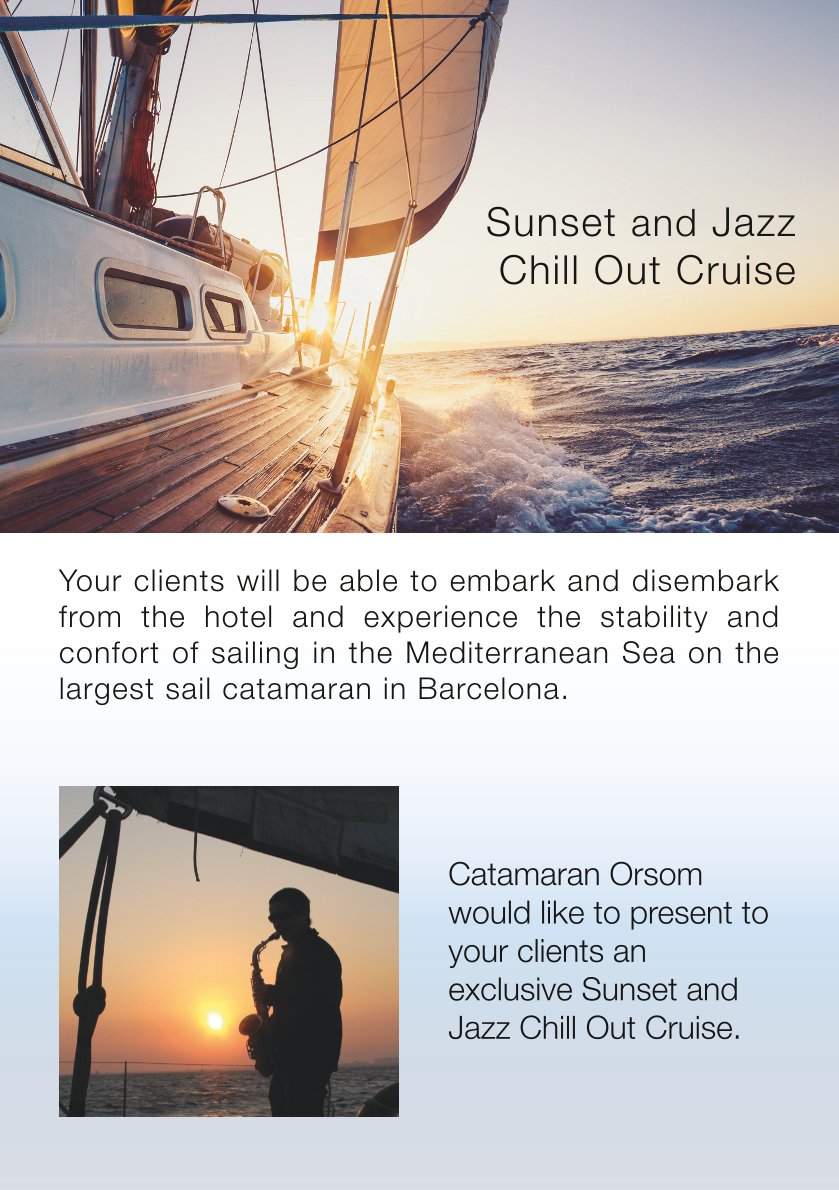 Sunset and Jazz
Chill Out Cruise
Your clients will be able to embark and disembark
from the hotel and experience the stability and
confort of sailing in the Mediterranean Sea on the
largest sail catamaran in Barcelona.
Catamaran Orsom
would like to present to
your clients an
exclusive Sunset and
Jazz Chill Out Cruise.